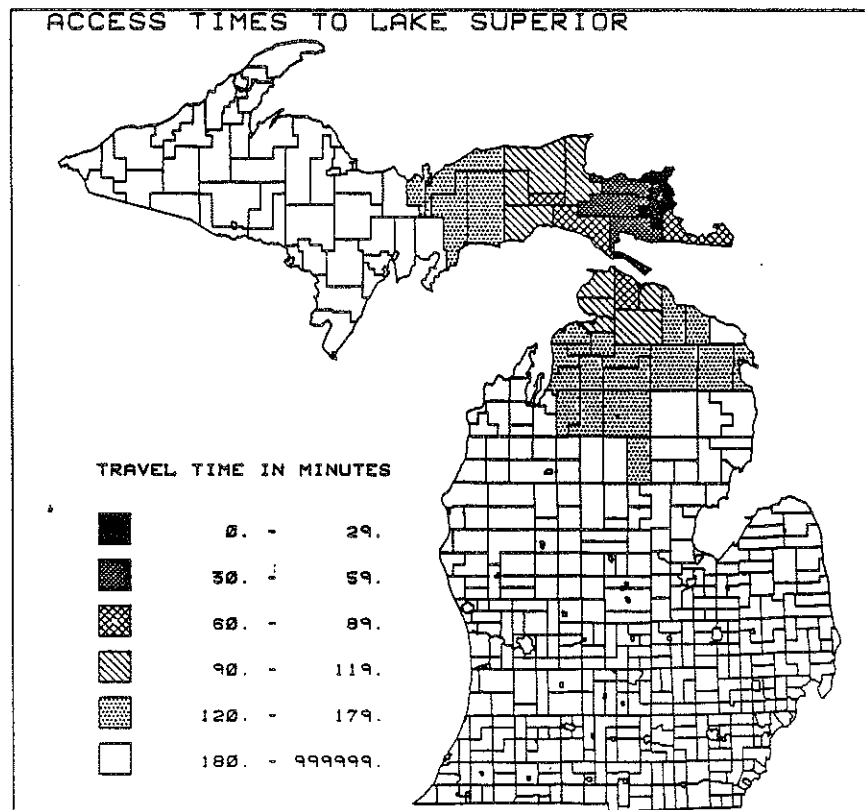 ACCESS TIMES TO LAKE SUPERIOR
TRAVEL TIME IN MINUTES
0. - 29.
30. - 59.
60. - 89.
90. - 119.
120. - 179.
180. - 999999.